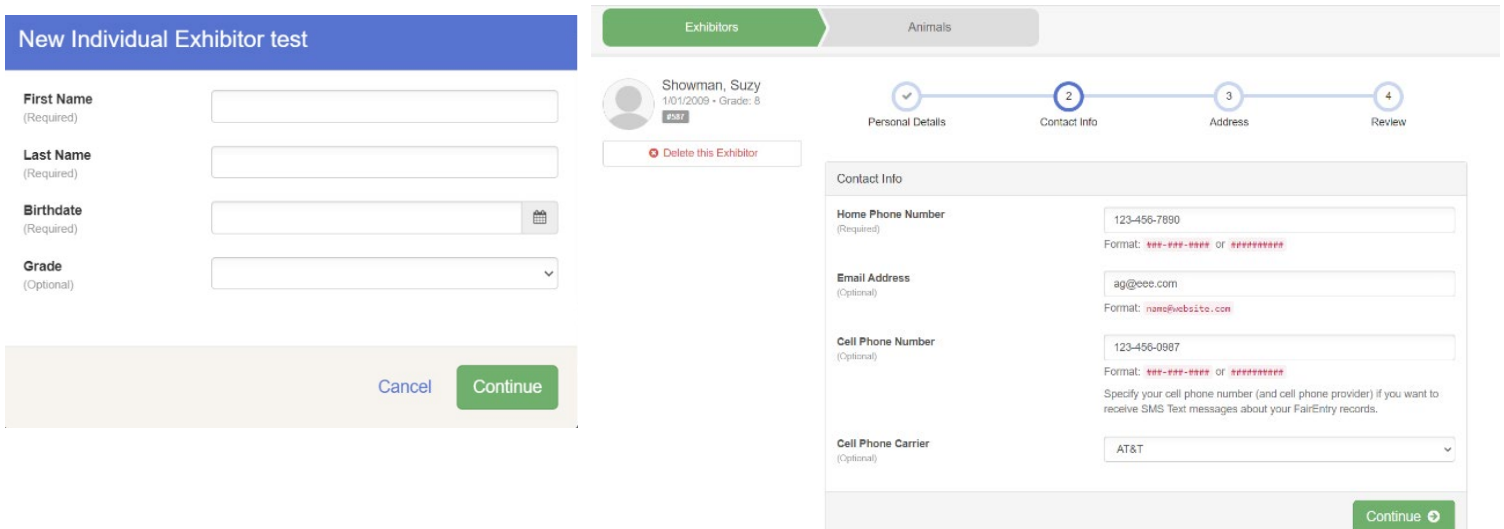 New Individual Exhibitor test
First Name
(Required)
Last Name
(Required)
Birthdate
(Required)
Grade
(Optional)
Cancel
Continue
Exhibitors
Animals
Showman, Suzy
1/01/2009 • Grade: 8
#587
Delete this Exhibitor
2
3
4
Personal Details
Contact Info
Address
Review
Contact Info
Home Phone Number
(Required)
123-456-7890
Format: ###-###-#### or ##########
Email Address
(Optional)
ag@eee.com
Format: name@website.com
Cell Phone Number
(Optional)
123-456-0987
Format: ###-###-#### or ##########
Specify your cell phone number (and cell phone provider) if you want to
receive SMS Text messages about your FairEntry records.
Cell Phone Carrier
(Optional)
AT&T
Continue